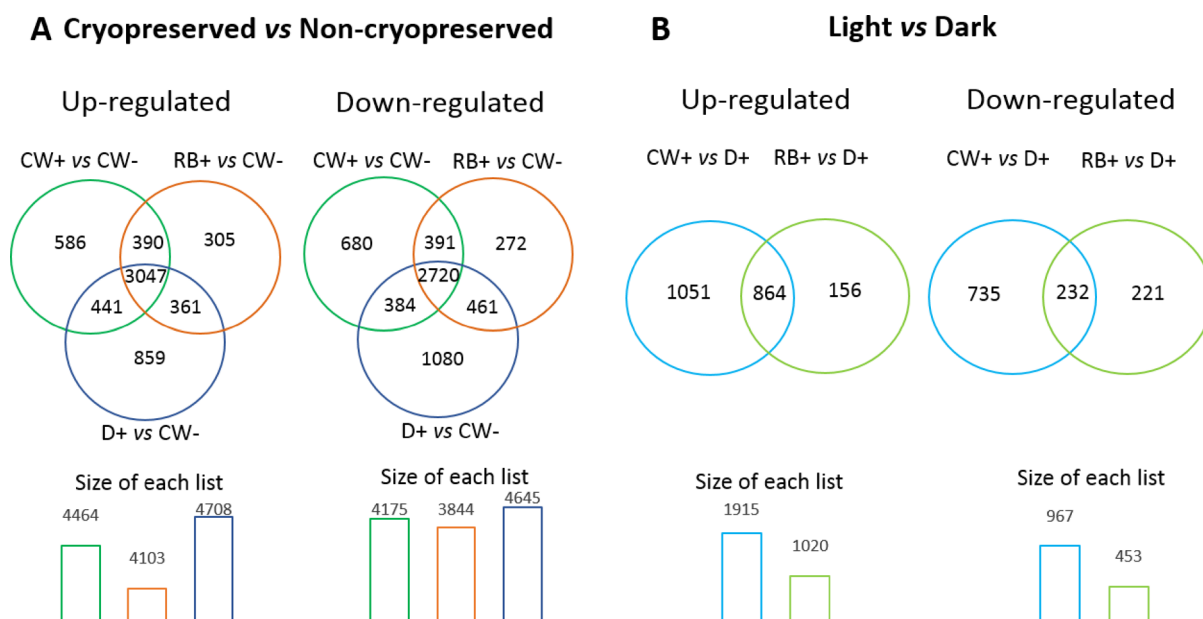 A Cryopreserved vs Non-cryopreserved
Up-regulated
Down-regulated
CW+ vs CW-
RB+ vs CW-
586
390
305
3047
441
361
859
D+ vs CW-
CW+ vs CW-
RB+ vs CW-
680
391
272
2720
384
461
1080
D+ vs CW-
Size of each list
4464
4103
4708
Size of each list
4175
3844
4645
B Light vs Dark
Up-regulated
Down-regulated
CW+ vs D+
RB+ vs D+
1051
864
156
CW+ vs D+
RB+ vs D+
735
232
221
Size of each list
1915
1020
Size of each list
967
453